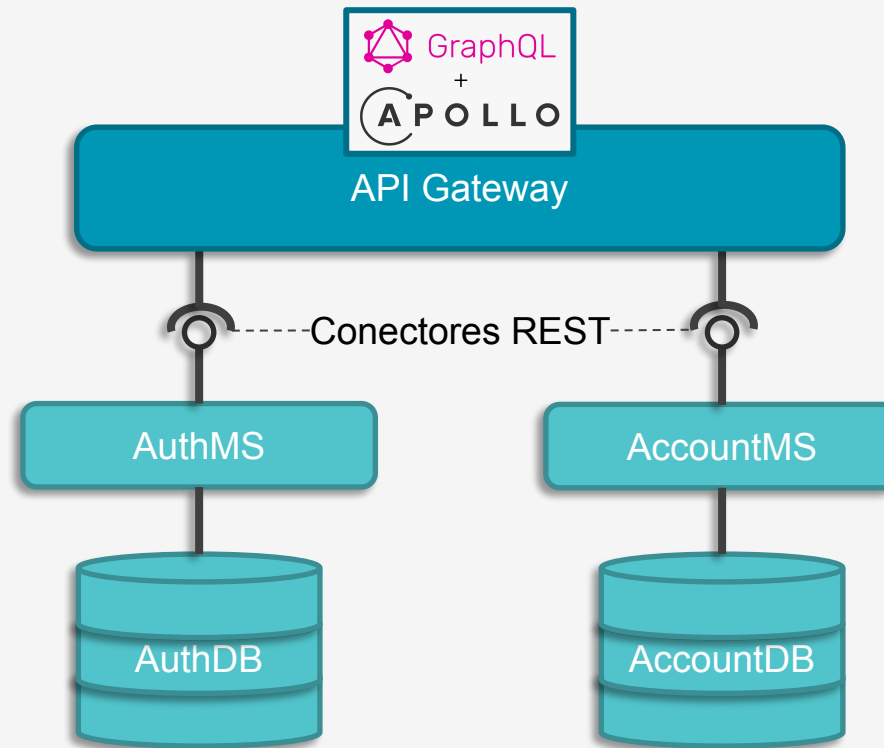 GraphQL
+
APOLLO
API Gateway
Conectores REST
AuthMS
AccountMS
AuthDB
AccountDB